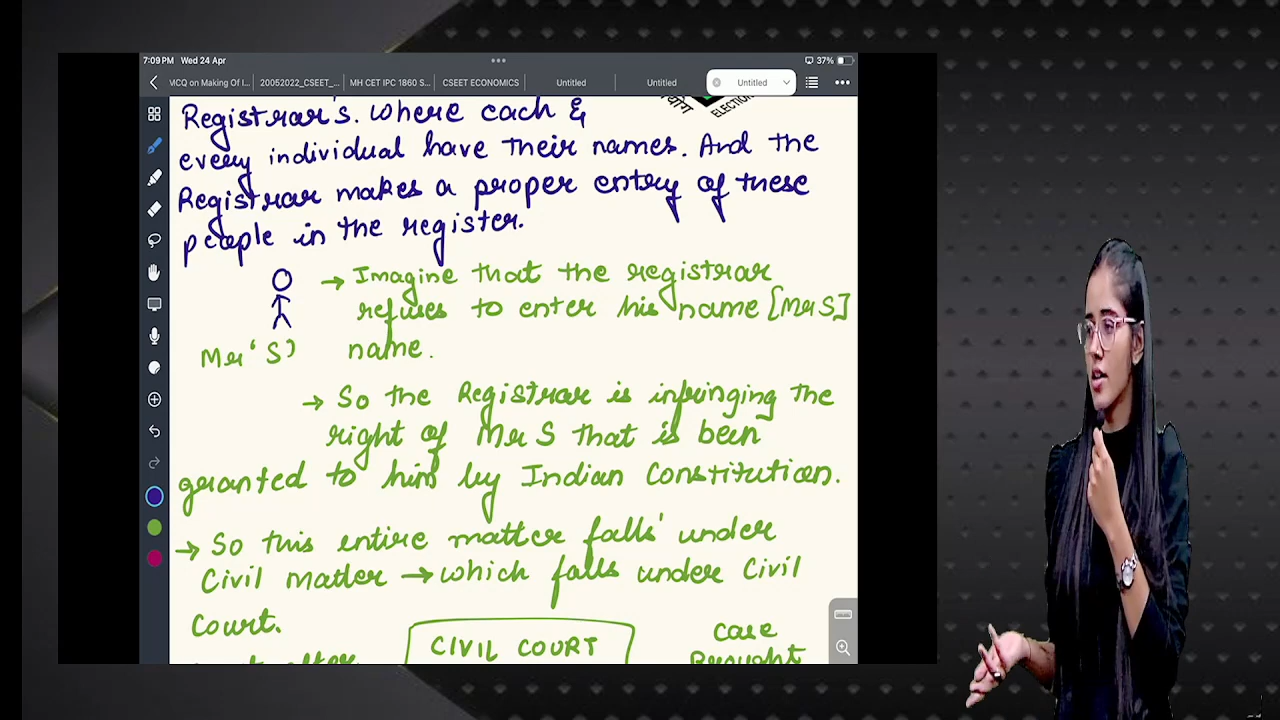 7:09 PM Wed 24 Apr
37%
MCQ on Making Of I... 20052022_CSEET_... MH CET IPC 1860 S... CSEET ECONOMICS Untitled Untitled Untitled
ELECTION
Registrar's. Where each &
every individual have their names. And the
Registrar makes a proper entry of these
people in the register.
→ Imagine that the registrar
refuses to enter his name [Mr S]
Mr 'S' name.
→ So the Registrar is infringing the
right of Mr S that is been
granted to him by Indian Constitution.
→ So this entire matter falls under
Civil matter → which falls under Civil
Court.
CIVIL COURT
case
Brought